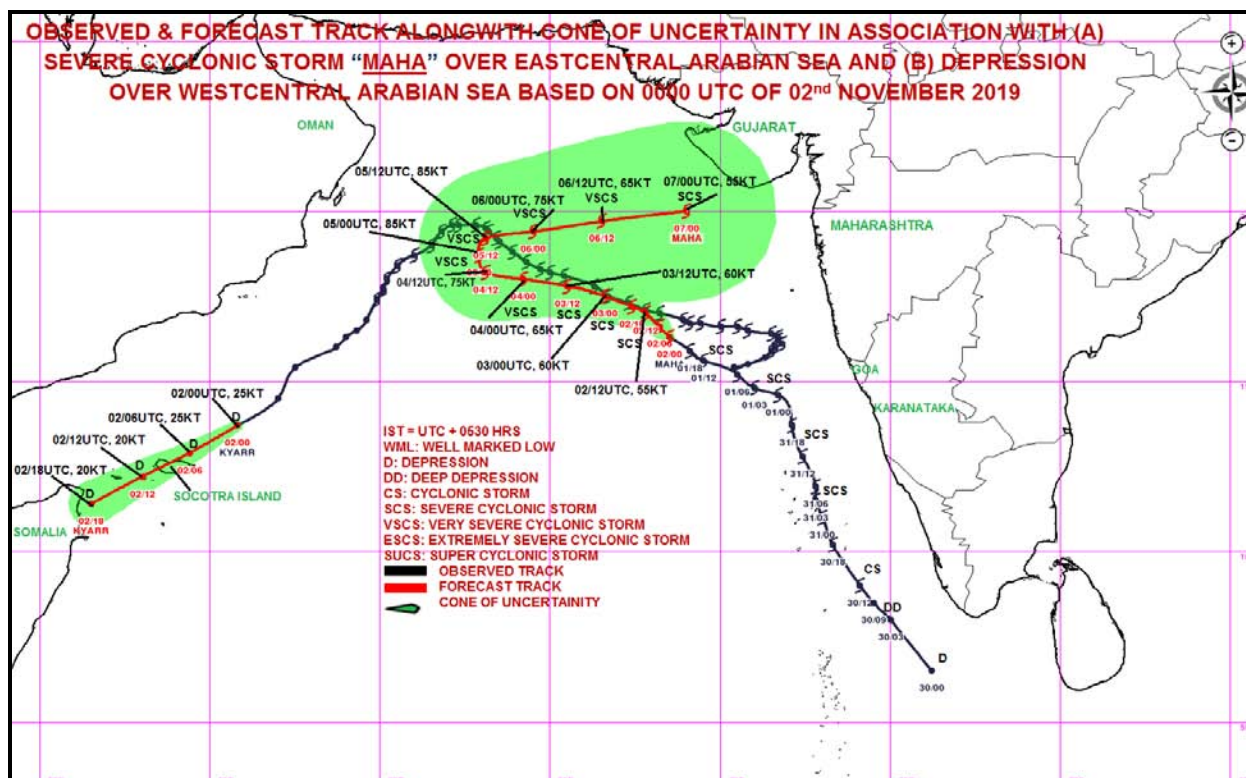 OBSERVED & FORECAST TRACK ALONGWITH CONE OF UNCERTAINTY IN ASSOCIATION WITH (A)
SEVERE CYCLONIC STORM “MAHA” OVER EASTCENTRAL ARABIAN SEA AND (B) DEPRESSION
OVER WESTCENTRAL ARABIAN SEA BASED ON 0000 UTC OF 02nd NOVEMBER 2019
OMAN
GUJARAT
05/12UTC, 85KT
06/12UTC, 65KT
07/00UTC, 55KT
06/00UTC, 75KT
VSCS
SCS
VSCS
05/00UTC, 85KT
MAHARASHTRA
VSCS
05/12
06/00
06/12
07/00
MAHA
VSCS
04/12UTC, 75KT
04/12
04/00
03/12
03/12UTC, 60KT
03/00
VSCS
SCS
SCS
04/00UTC, 65KT
SCS
02/12
02/06
02/00
MAHA
03/00UTC, 60KT
02/12UTC, 55KT
SCS
01/18
01/12
GOA
SCS
01/06
01/03
01/00
KARANATAKA
02/00UTC, 25KT
02/06UTC, 25KT
02/12UTC, 20KT
02/18UTC, 20KT
D
02/00
KYARR
D
02/06
D
02/12
SOCOTRA ISLAND
D
02/18
KYARR
SOMALIA
SCS
31/18
31/12
SCS
31/06
31/03
31/00
30/18
CS
30/12
DD
30/09
30/03
D
30/00
IST = UTC + 0530 HRS
WML: WELL MARKED LOW
D: DEPRESSION
DD: DEEP DEPRESSION
CS: CYCLONIC STORM
SCS: SEVERE CYCLONIC STORM
VSCS: VERY SEVERE CYCLONIC STORM
ESCS: EXTREMELY SEVERE CYCLONIC STORM
SUCS: SUPER CYCLONIC STORM
OBSERVED TRACK
FORECAST TRACK
CONE OF UNCERTAINITY